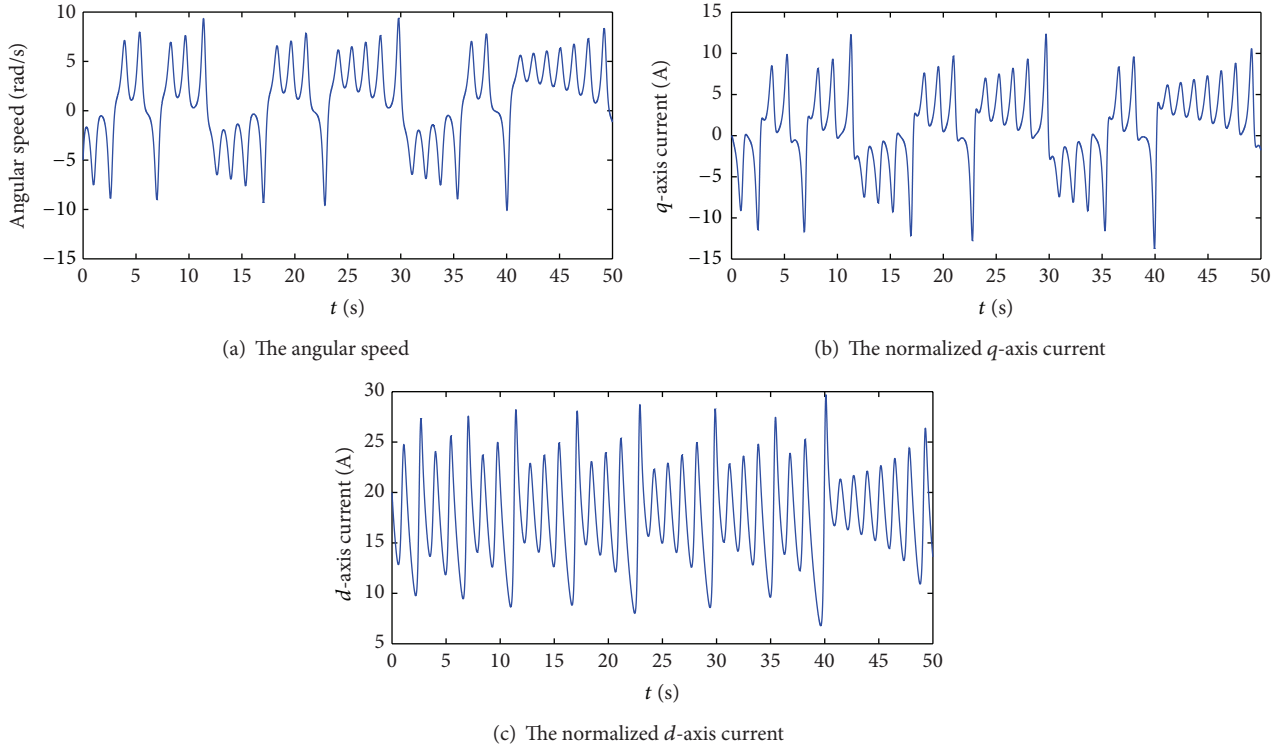 10
5
0
−5
−10
−15
Angular speed (rad/s)
0 5 10 15 20 25 30 35 40 45 50
t (s)
(a) The angular speed
15
10
5
0
−5
−10
−15
q-axis current (A)
0 5 10 15 20 25 30 35 40 45 50
t (s)
(b) The normalized q-axis current
30
25
20
15
10
5
d-axis current (A)
0 5 10 15 20 25 30 35 40 45 50
t (s)
(c) The normalized d-axis current